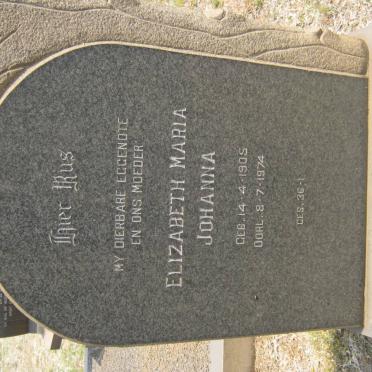 Hier Rus
MY DIERBARE EGGENOTE
EN ONS MOEDER
ELIZABETH MARIA
JOHANNA
GEB. 14-4-1905
OORL. 8-7-1974
GES. 36-1